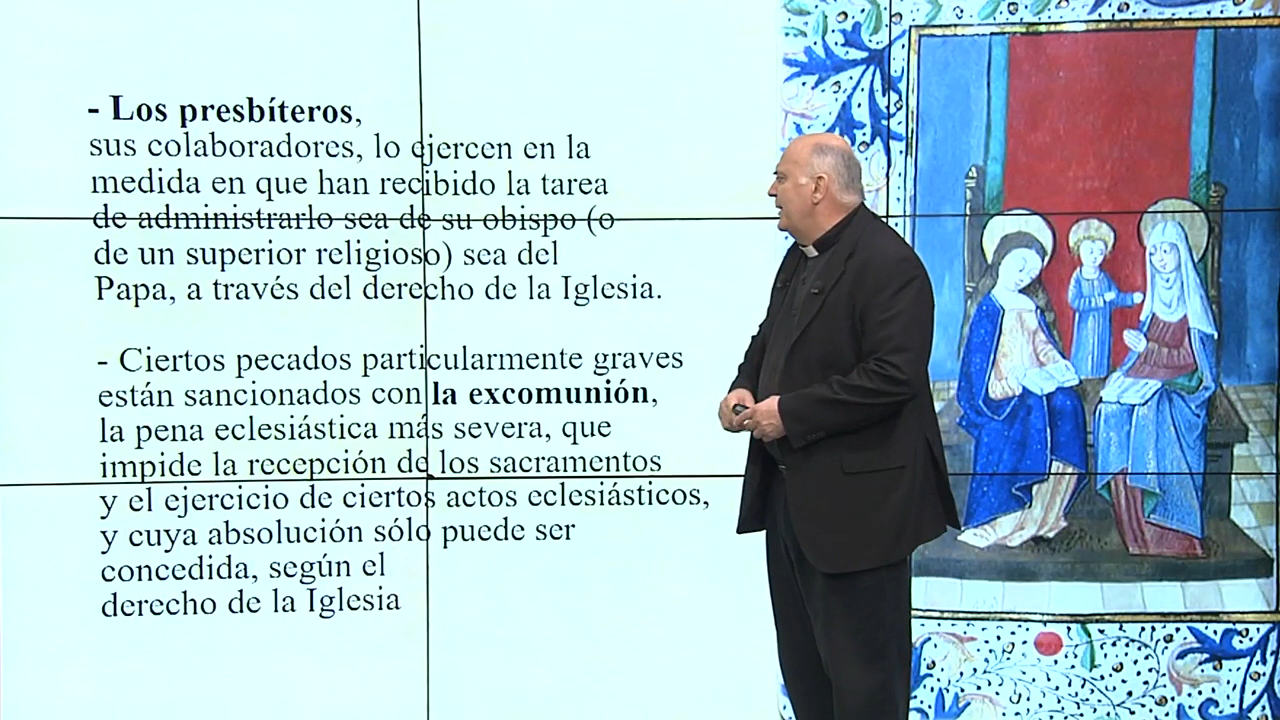 - Los presbíteros,
sus colaboradores, lo ejercen en la
medida en que han recibido la tarea
de administrarlo sea de su obispo (o
de un superior religioso) sea del
Papa, a través del derecho de la Iglesia.
- Ciertos pecados particularmente graves
están sancionados con la excomunión,
la pena eclesiástica más severa, que
impide la recepción de los sacramentos
y el ejercicio de ciertos actos eclesiásticos,
y cuya absolución sólo puede ser
concedida, según el
derecho de la Iglesia